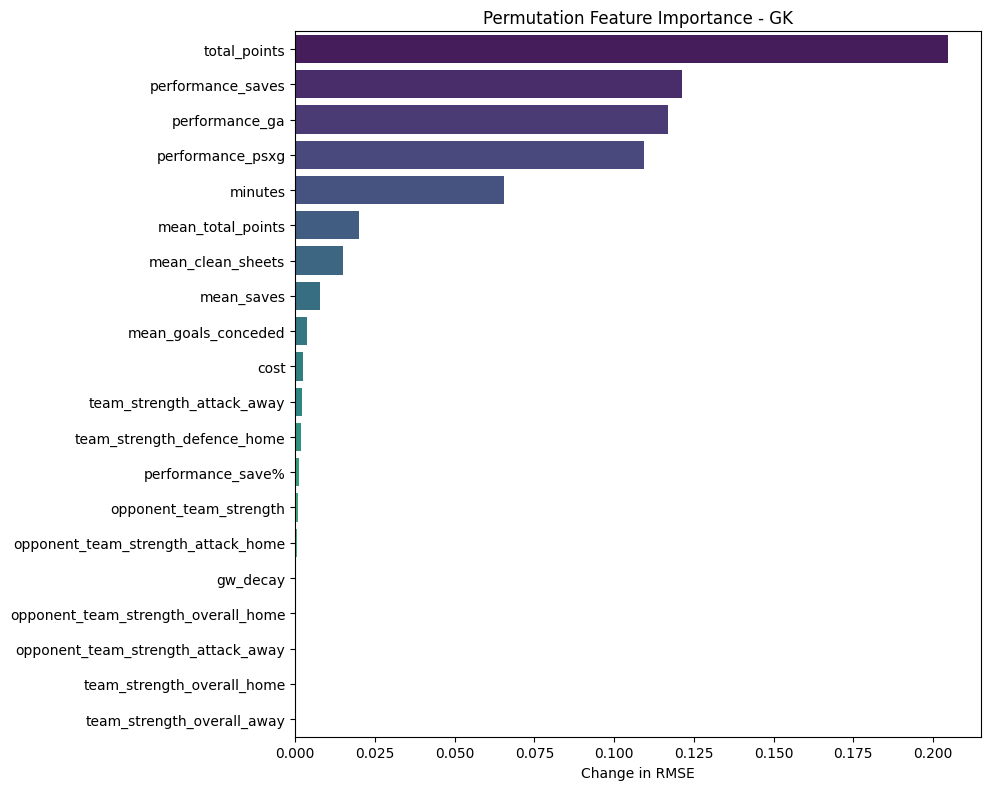 Permutation Feature Importance - GK
total_points
performance_saves
performance_ga
performance_psxg
minutes
mean_total_points
mean_clean_sheets
mean_saves
mean_goals_conceded
cost
team_strength_attack_away
team_strength_defence_home
performance_save%
opponent_team_strength
opponent_team_strength_attack_home
gw_decay
opponent_team_strength_overall_home
opponent_team_strength_attack_away
team_strength_overall_home
team_strength_overall_away
0.000 0.025 0.050 0.075 0.100 0.125 0.150 0.175 0.200
Change in RMSE